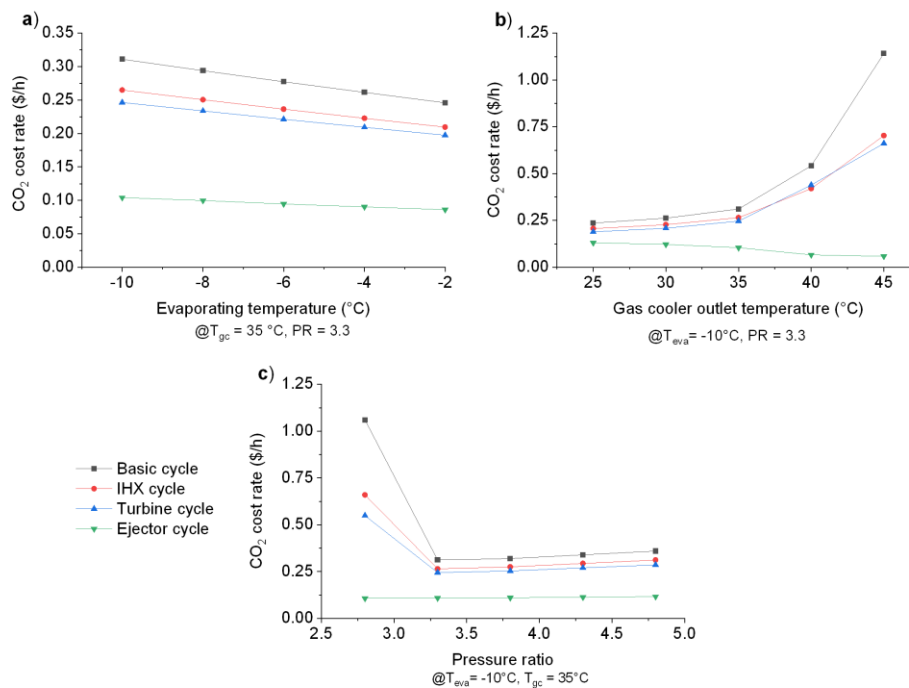 a)
0.35
0.30
0.25
0.20
0.15
0.10
0.05
0.00
CO₂ cost rate ($/h)
-10 -8 -6 -4 -2
Evaporating temperature (°C)
@T_gc = 35 °C, PR = 3.3
b)
1.25
1.00
0.75
0.50
0.25
0.00
CO₂ cost rate ($/h)
25 30 35 40 45
Gas cooler outlet temperature (°C)
@T_eva= -10°C, PR = 3.3
Basic cycle
IHX cycle
Turbine cycle
Ejector cycle
c)
1.25
1.00
0.75
0.50
0.25
0.00
CO₂ cost rate ($/h)
2.5 3.0 3.5 4.0 4.5 5.0
Pressure ratio
@T_eva= -10°C, T_gc = 35°C